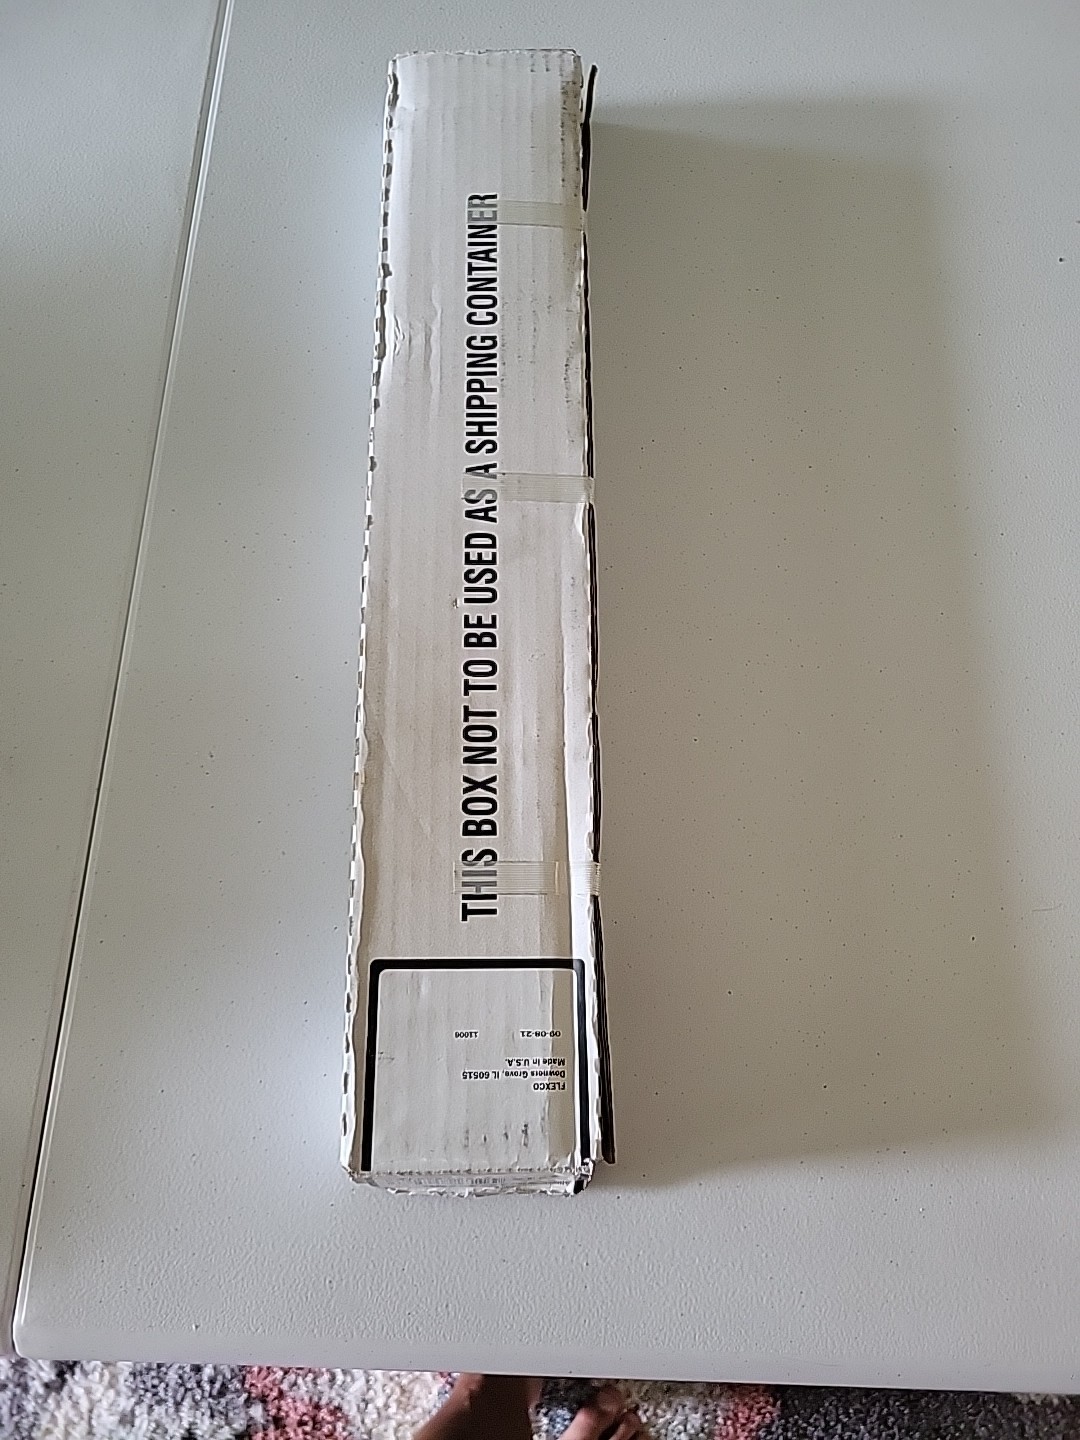 THIS BOX NOT TO BE USED AS A SHIPPING CONTAINER
FLEXCO
Downers Grove, IL 60515
Made in U.S.A.
09-08-21 11006